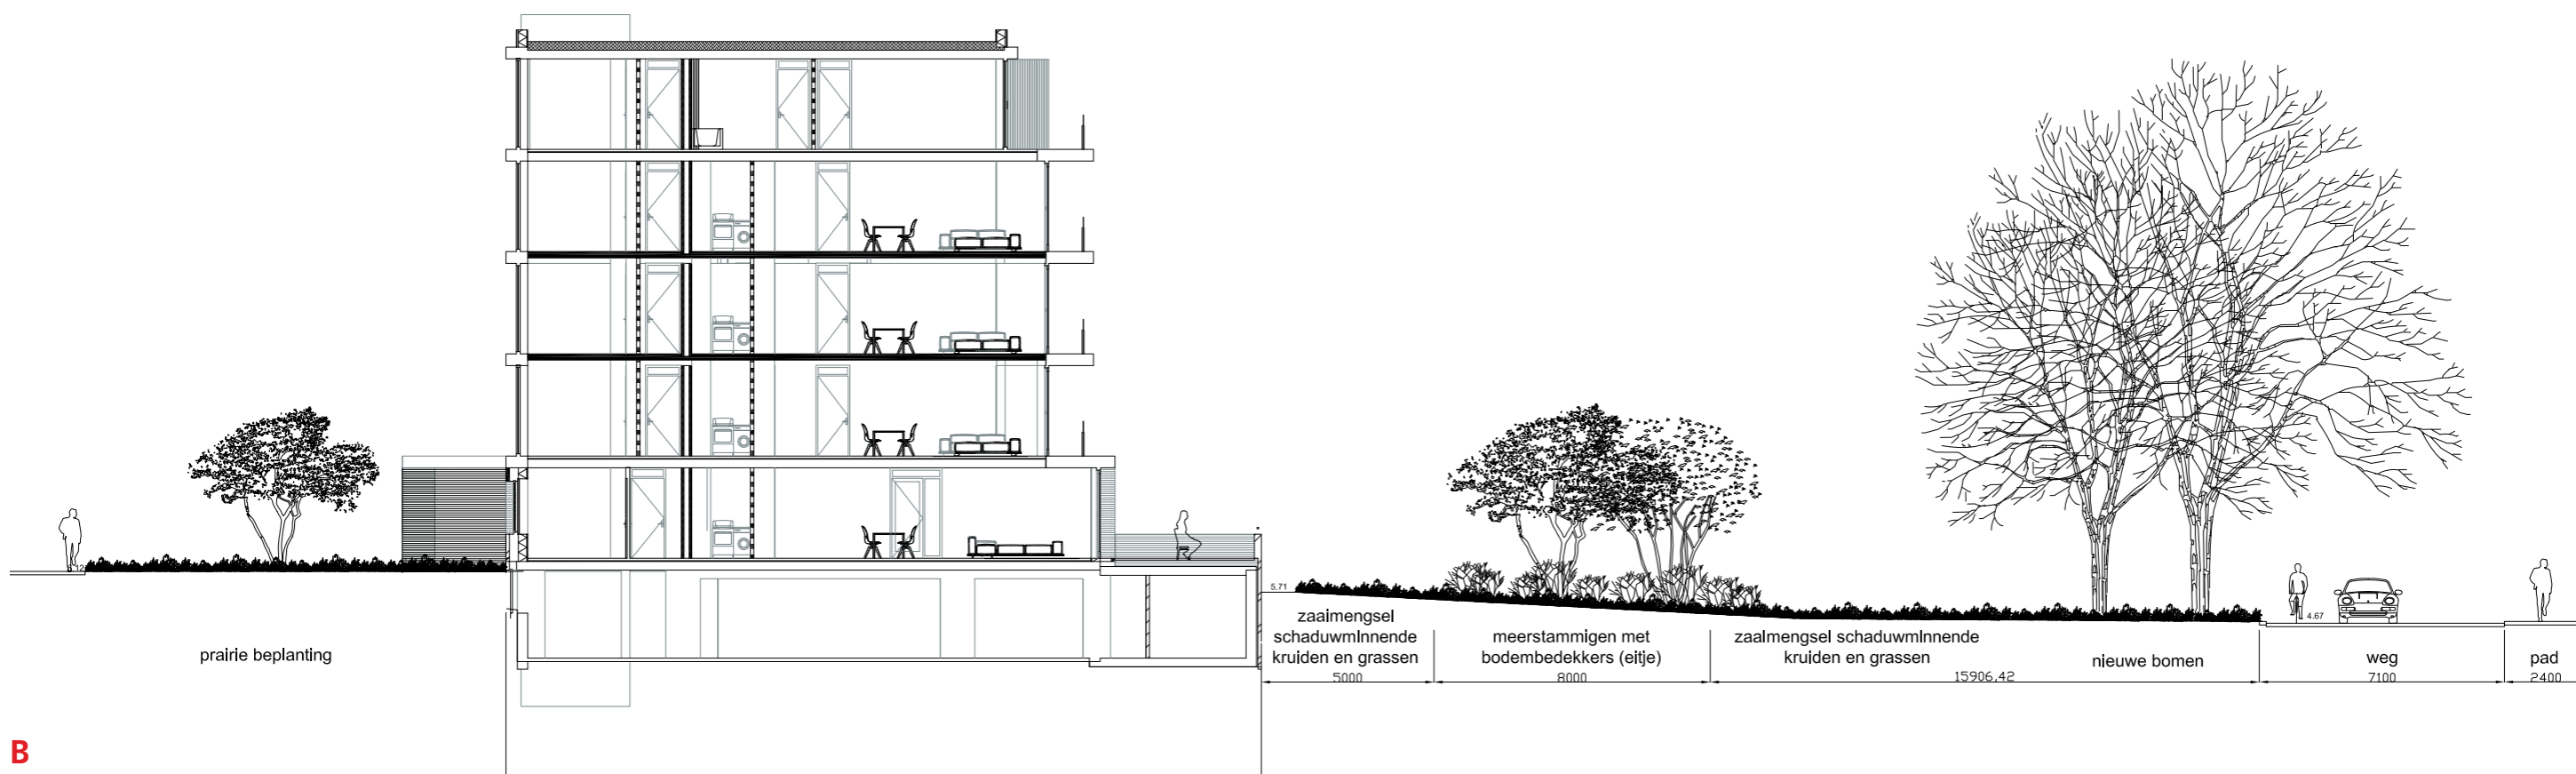 5.71
4.67
prairie beplanting
zaaimengsel
schaduwminnende
kruiden en grassen
5000
meerstammigen met
bodembedekkers (eitje)
8000
zaaimengsel schaduwminnende
kruiden en grassen
15906,42
nieuwe bomen
weg
7100
pad
2400
B